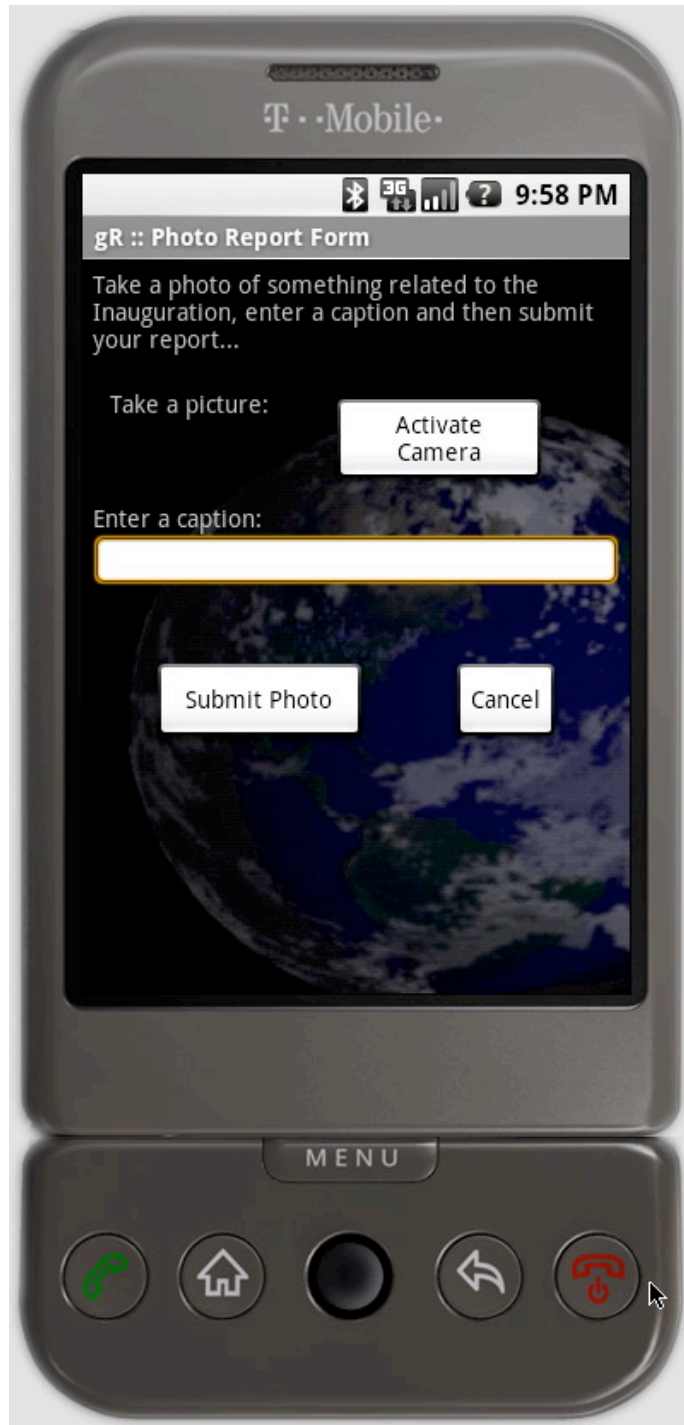 T··Mobile·
3G ? 9:58 PM
gR :: Photo Report Form
Take a photo of something related to the
Inauguration, enter a caption and then submit
your report...
Take a picture:
Activate
Camera
Enter a caption:
Submit Photo
Cancel
MENU